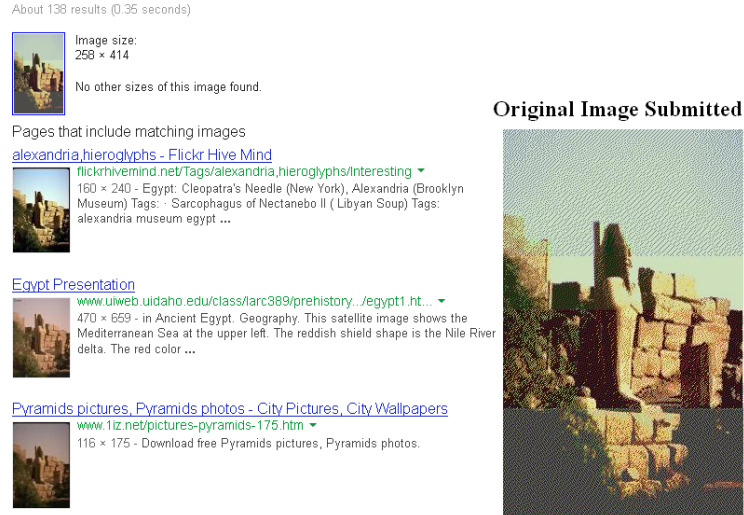 About 138 results (0.35 seconds)
Image size:
258 × 414
No other sizes of this image found.
Original Image Submitted
Pages that include matching images
alexandria,hieroglyphs - Flickr Hive Mind
flickrhivemind.net/Tags/alexandria,hieroglyphs/Interesting
160 × 240 - Egypt: Cleopatra's Needle (New York), Alexandria (Brooklyn
Museum) Tags: · Sarcophagus of Nectanebo II ( Libyan Soup) Tags:
alexandria museum egypt ...
Egypt Presentation
www.uiweb.uidaho.edu/class/larc389/prehistory.../egypt1.ht...
470 × 659 - in Ancient Egypt. Geography. This satellite image shows the
Mediterranean Sea at the upper left. The reddish shield shape is the Nile River
delta. The red color ...
Pyramids pictures, Pyramids photos - City Pictures, City Wallpapers
www.1iz.net/pictures-pyramids-175.htm
116 × 175 - Download free Pyramids pictures, Pyramids photos.